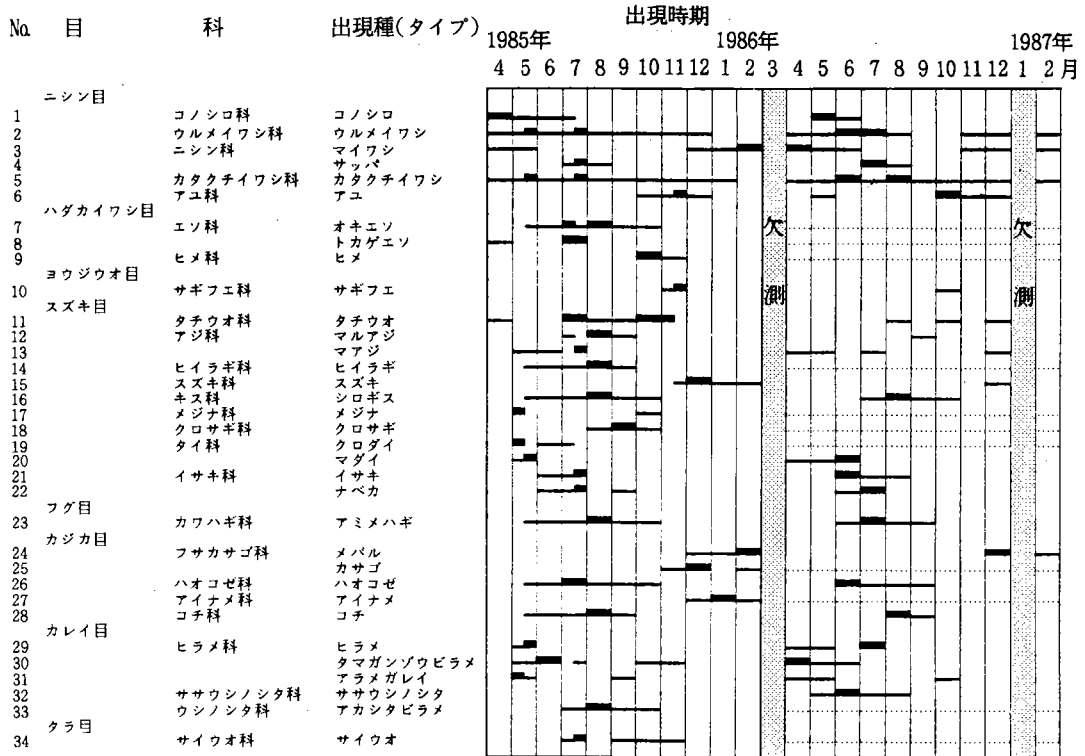 出現時期
No. 目 科 出現種(タイプ) 1985年 1986年 1987年
4 5 6 7 8 9 10 11 12 1 2 3 4 5 6 7 8 9 10 11 12 1 2 月
ニシン目
1 コノシロ科 コノシロ
2 ウルメイワシ科 ウルメイワシ
3 ニシン科 マイワシ
4 サッパ
5 カタクチイワシ科 カタクチイワシ
6 アユ科 アユ
ハダカイワシ目
7 エソ科 オキエソ
8 トカゲエソ
9 ヒメ科 ヒメ
ヨウジウオ目
10 サギフエ科 サギフエ
スズキ目
11 タチウオ科 タチウオ
12 アジ科 マルアジ
13 マアジ
14 ヒイラギ科 ヒイラギ
15 スズキ科 スズキ
16 キス科 シロギス
17 メジナ科 メジナ
18 クロサギ科 クロサギ
19 タイ科 クロダイ
20 マダイ
21 イサキ科 イサキ
22 ナベカ
フグ目
23 カワハギ科 アミメハギ
カジカ目
24 フサカサゴ科 メバル
25 カサゴ
26 ハオコゼ科 ハオコゼ
27 アイナメ科 アイナメ
28 コチ科 コチ
カレイ目
29 ヒラメ科 ヒラメ
30 タマガンゾウビラメ
31 アラメガレイ
32 ササウシノシタ科 ササウシノシタ
33 ウシノシタ科 アカシタビラメ
タラ目
34 サイウオ科 サイウオ
欠測
欠測